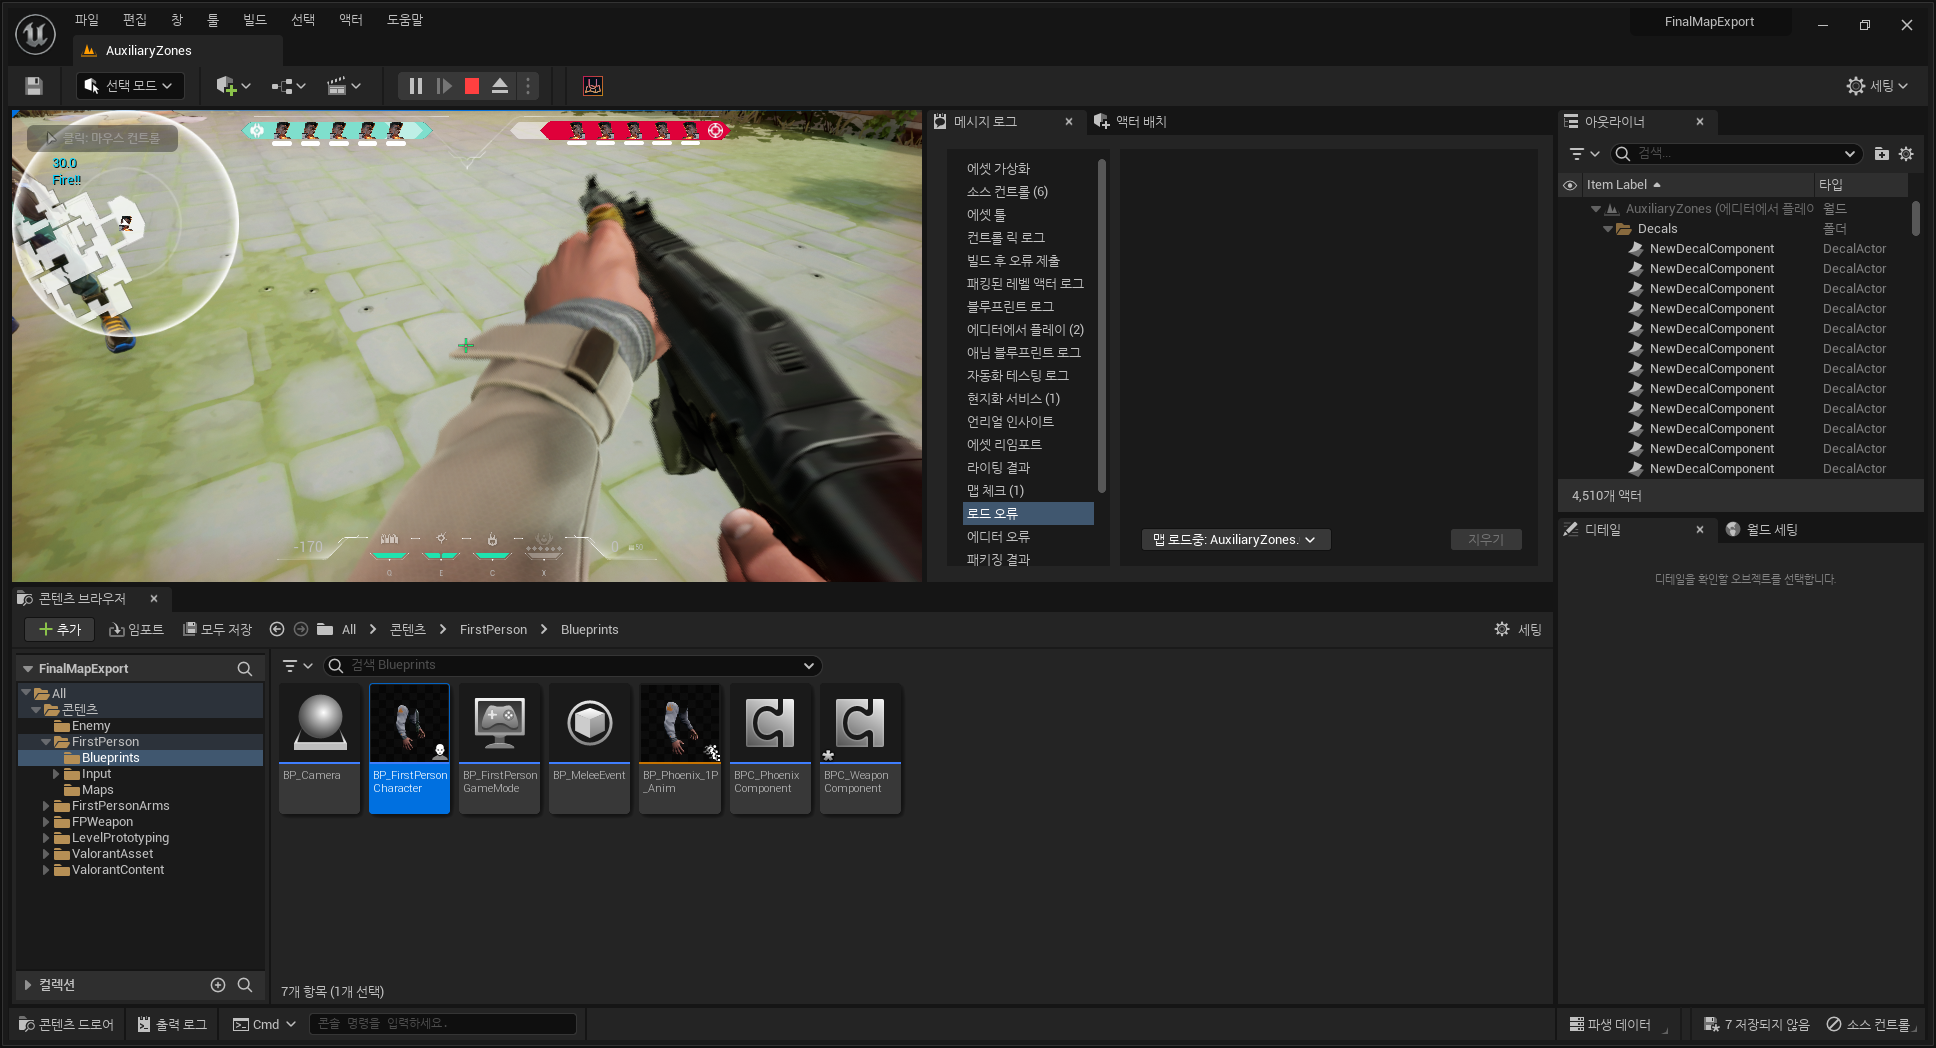 파일 편집 창 툴 빌드 선택 액터 도움말
FinalMapExport
AuxiliaryZones
선택 모드
세팅
클릭: 마우스 컨트롤
30.0
Fire!!
-170
Q E C X
0
50
메시지 로그
액터 배치
에셋 가상화
소스 컨트롤 (6)
에셋 툴
컨트롤 릭 로그
빌드 후 오류 제출
패킹된 레벨 액터 로그
블루프린트 로그
에디터에서 플레이 (2)
애님 블루프린트 로그
자동화 테스팅 로그
현지화 서비스 (1)
언리얼 인사이트
에셋 리임포트
라이팅 결과
맵 체크 (1)
로드 오류
에디터 오류
패키징 결과
맵 로드중: AuxiliaryZones.
지우기
아웃라이너
검색...
Item Label 타입
AuxiliaryZones (에디터에서 플레이 월드
Decals 폴더
NewDecalComponent DecalActor
NewDecalComponent DecalActor
NewDecalComponent DecalActor
NewDecalComponent DecalActor
NewDecalComponent DecalActor
NewDecalComponent DecalActor
NewDecalComponent DecalActor
NewDecalComponent DecalActor
NewDecalComponent DecalActor
NewDecalComponent DecalActor
NewDecalComponent DecalActor
NewDecalComponent DecalActor
4,510개 액터
디테일
월드 세팅
디테일을 확인할 오브젝트를 선택합니다.
콘텐츠 브라우저
추가 임포트 모두 저장 All 콘텐츠 FirstPerson Blueprints
세팅
FinalMapExport
All
콘텐츠
Enemy
FirstPerson
Blueprints
Input
Maps
FirstPersonArms
FPWeapon
LevelPrototyping
ValorantAsset
ValorantContent
컬렉션
검색 Blueprints
BP_Camera
BP_FirstPerson
Character
BP_FirstPerson
GameMode
BP_MeleeEvent
BP_Phoenix_1P
_Anim
BPC_Phoenix
Component
BPC_Weapon
Component
7개 항목 (1개 선택)
콘텐츠 드로어 출력 로그 Cmd 콘솔 명령을 입력하세요.
파생 데이터 7 저장되지 않음 소스 컨트롤